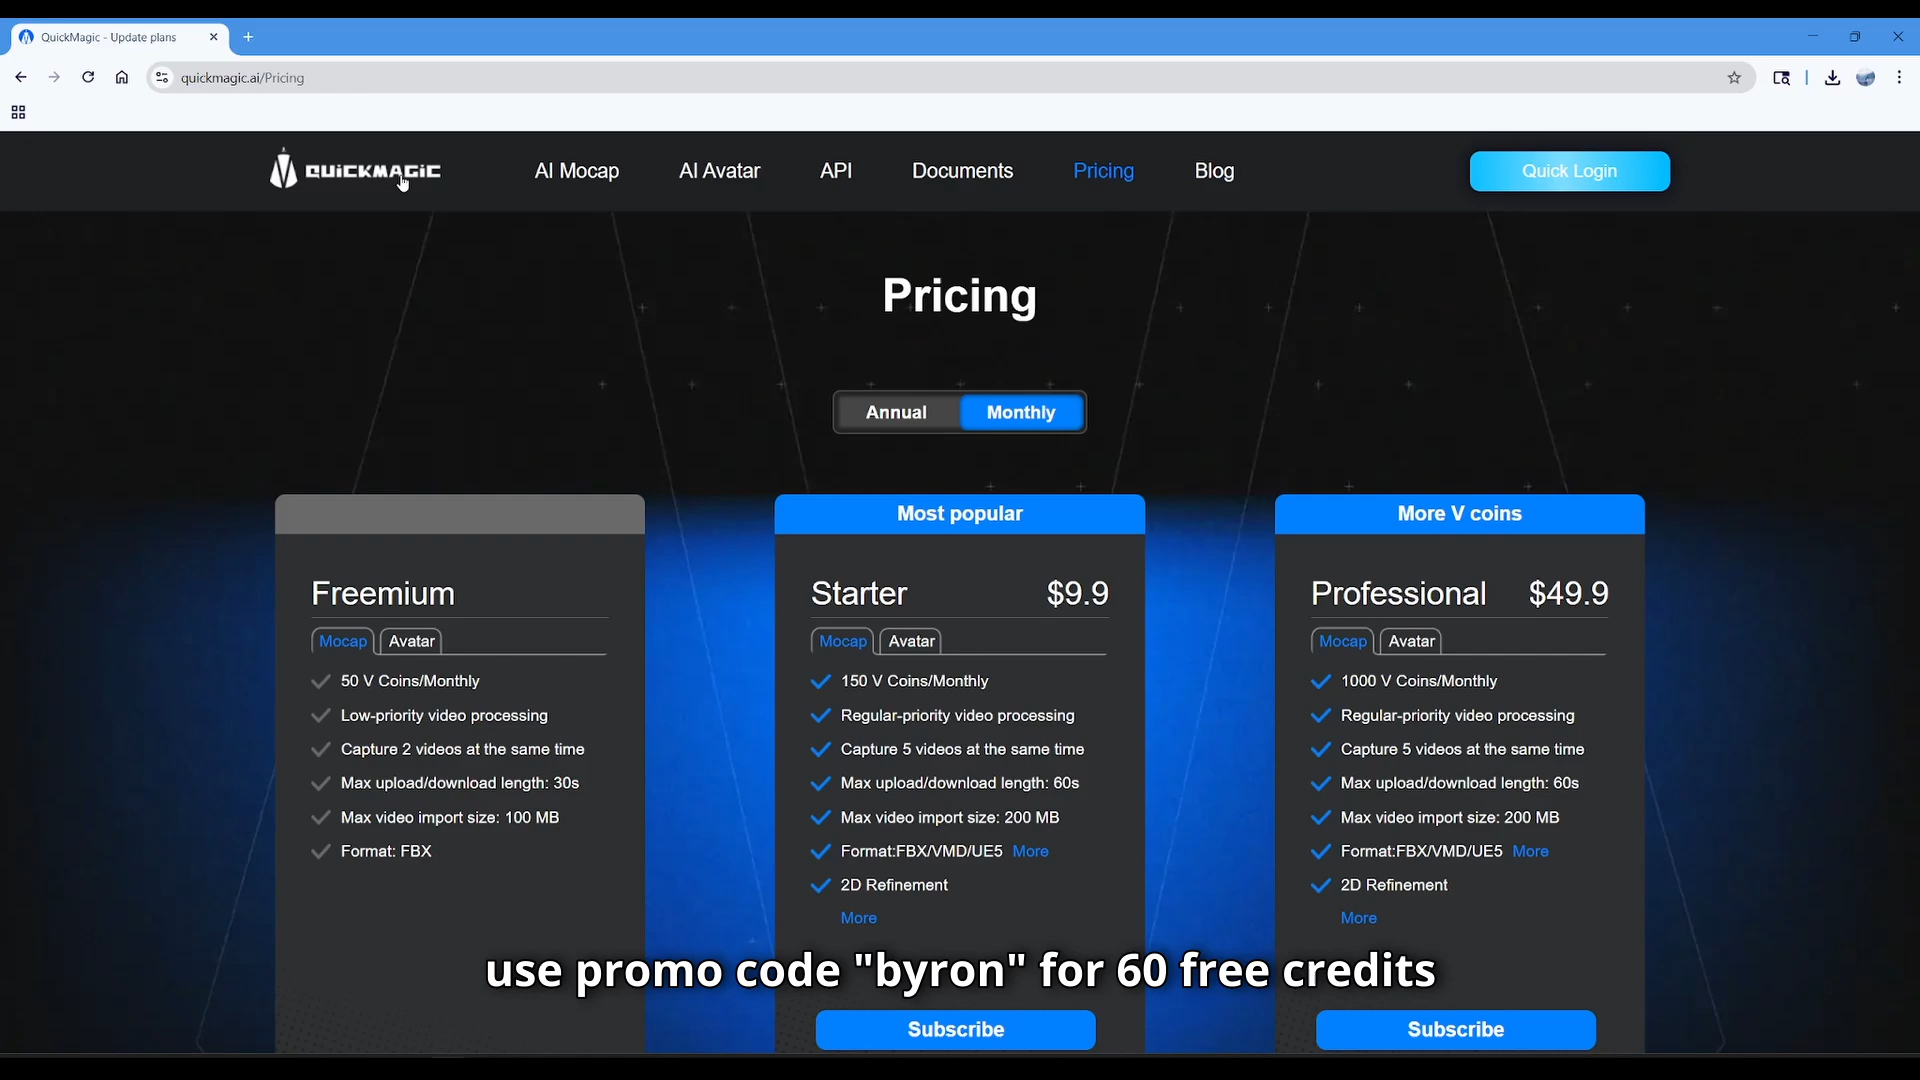 QuickMagic - Update plans
quickmagic.ai/Pricing
QUICKMAGIC
AI Mocap
AI Avatar
API
Documents
Pricing
Blog
Quick Login
Pricing
Annual
Monthly
Freemium
Mocap
Avatar
50 V Coins/Monthly
Low-priority video processing
Capture 2 videos at the same time
Max upload/download length: 30s
Max video import size: 100 MB
Format: FBX
Most popular
Starter
$9.9
Mocap
Avatar
150 V Coins/Monthly
Regular-priority video processing
Capture 5 videos at the same time
Max upload/download length: 60s
Max video import size: 200 MB
Format:FBX/VMD/UE5 More
2D Refinement
More
Subscribe
More V coins
Professional
$49.9
Mocap
Avatar
1000 V Coins/Monthly
Regular-priority video processing
Capture 5 videos at the same time
Max upload/download length: 60s
Max video import size: 200 MB
Format:FBX/VMD/UE5 More
2D Refinement
More
Subscribe
use promo code "byron" for 60 free credits